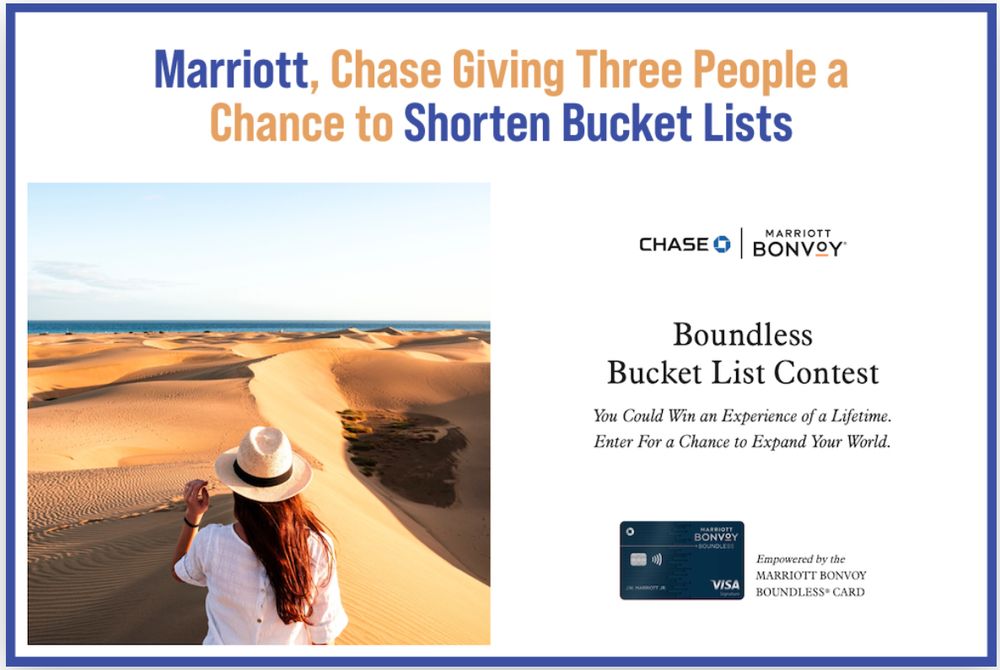 Marriott, Chase Giving Three People a
Chance to Shorten Bucket Lists
CHASE
MARRIOTT
BONVOY®
Boundless
Bucket List Contest
You Could Win an Experience of a Lifetime.
Enter For a Chance to Expand Your World.
MARRIOTT
BONVOY
BOUNDLESS
J.W. MARRIOTT JR.
VISA
Signature
Empowered by the
MARRIOTT BONVOY
BOUNDLESS® CARD